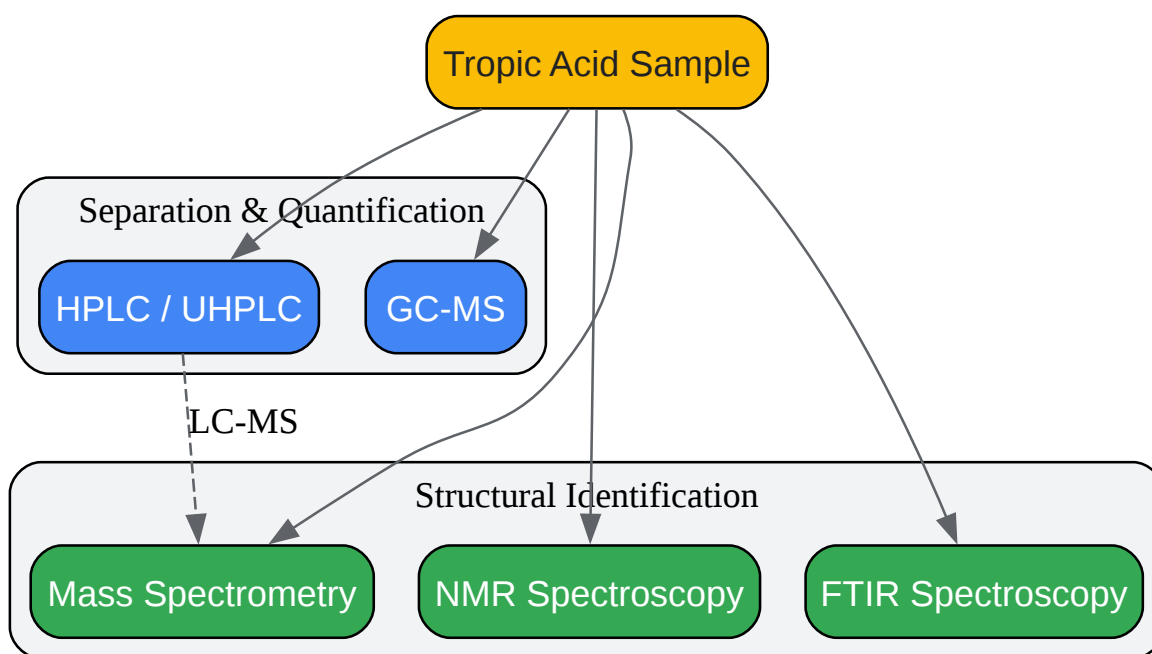 Tropic Acid Sample
Separation & Quantification
HPLC / UHPLC
GC-MS
LC-MS
Structural Identification
Mass Spectrometry
NMR Spectroscopy
FTIR Spectroscopy